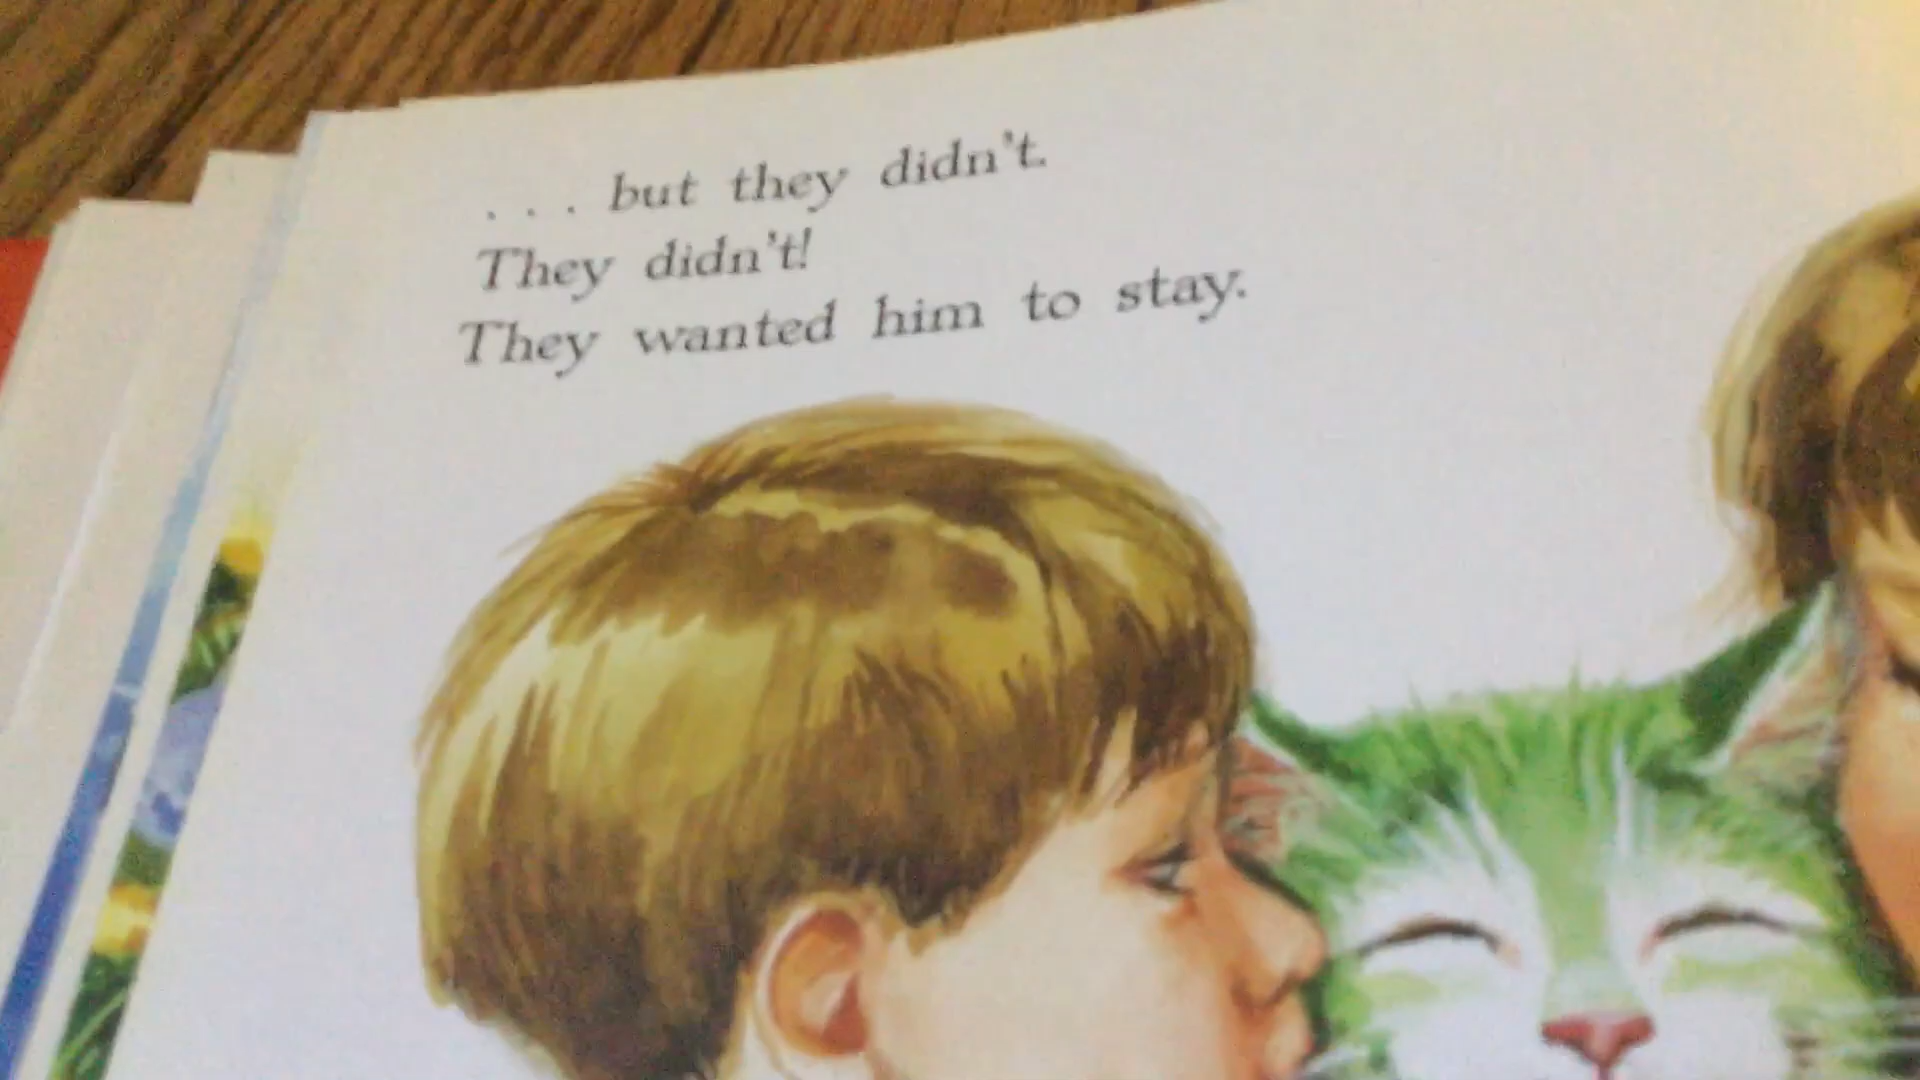 . . . but they didn't.
They didn't!
They wanted him to stay.